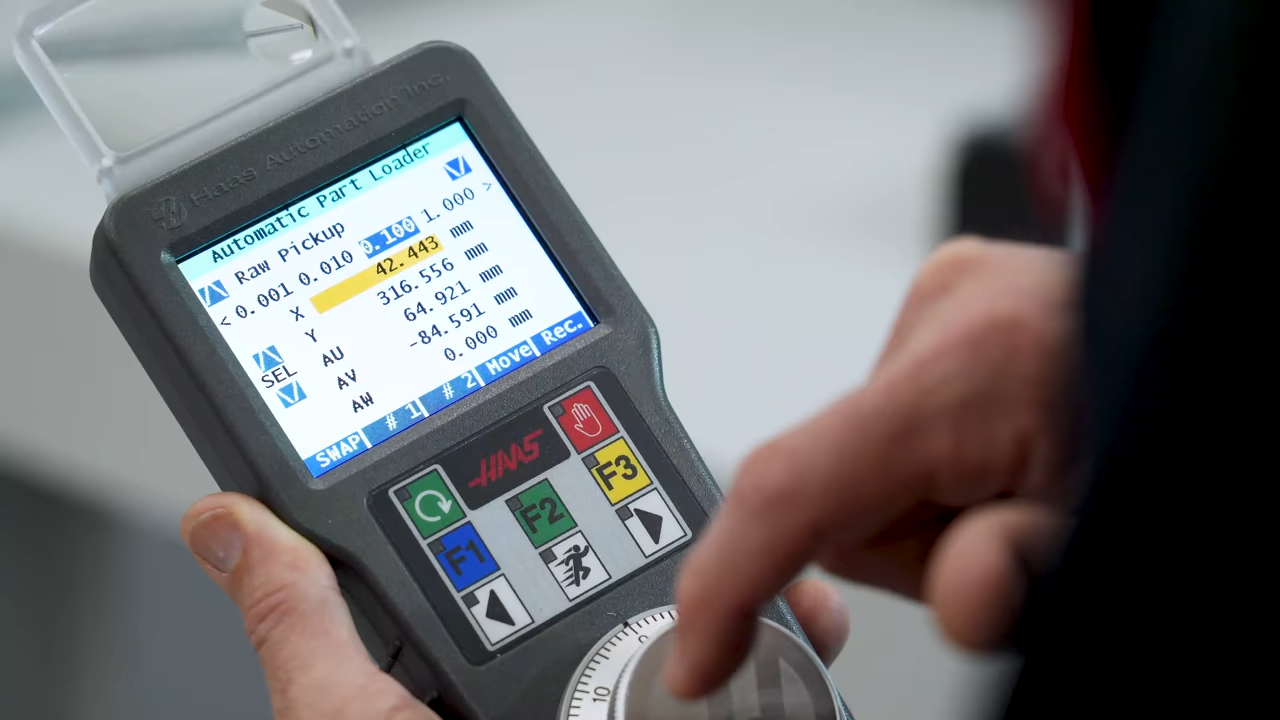 Haas Automation Inc.
Automatic Part Loader
Raw Pickup
< 0.001 0.010 0.100 1.000 >
X 42.443 mm
Y 316.556 mm
AU 64.921 mm
AV -84.591 mm
AW 0.000 mm
SEL
SWAP # 1 # 2 Move Rec.
HAAS
F1 F2 F3
0
10